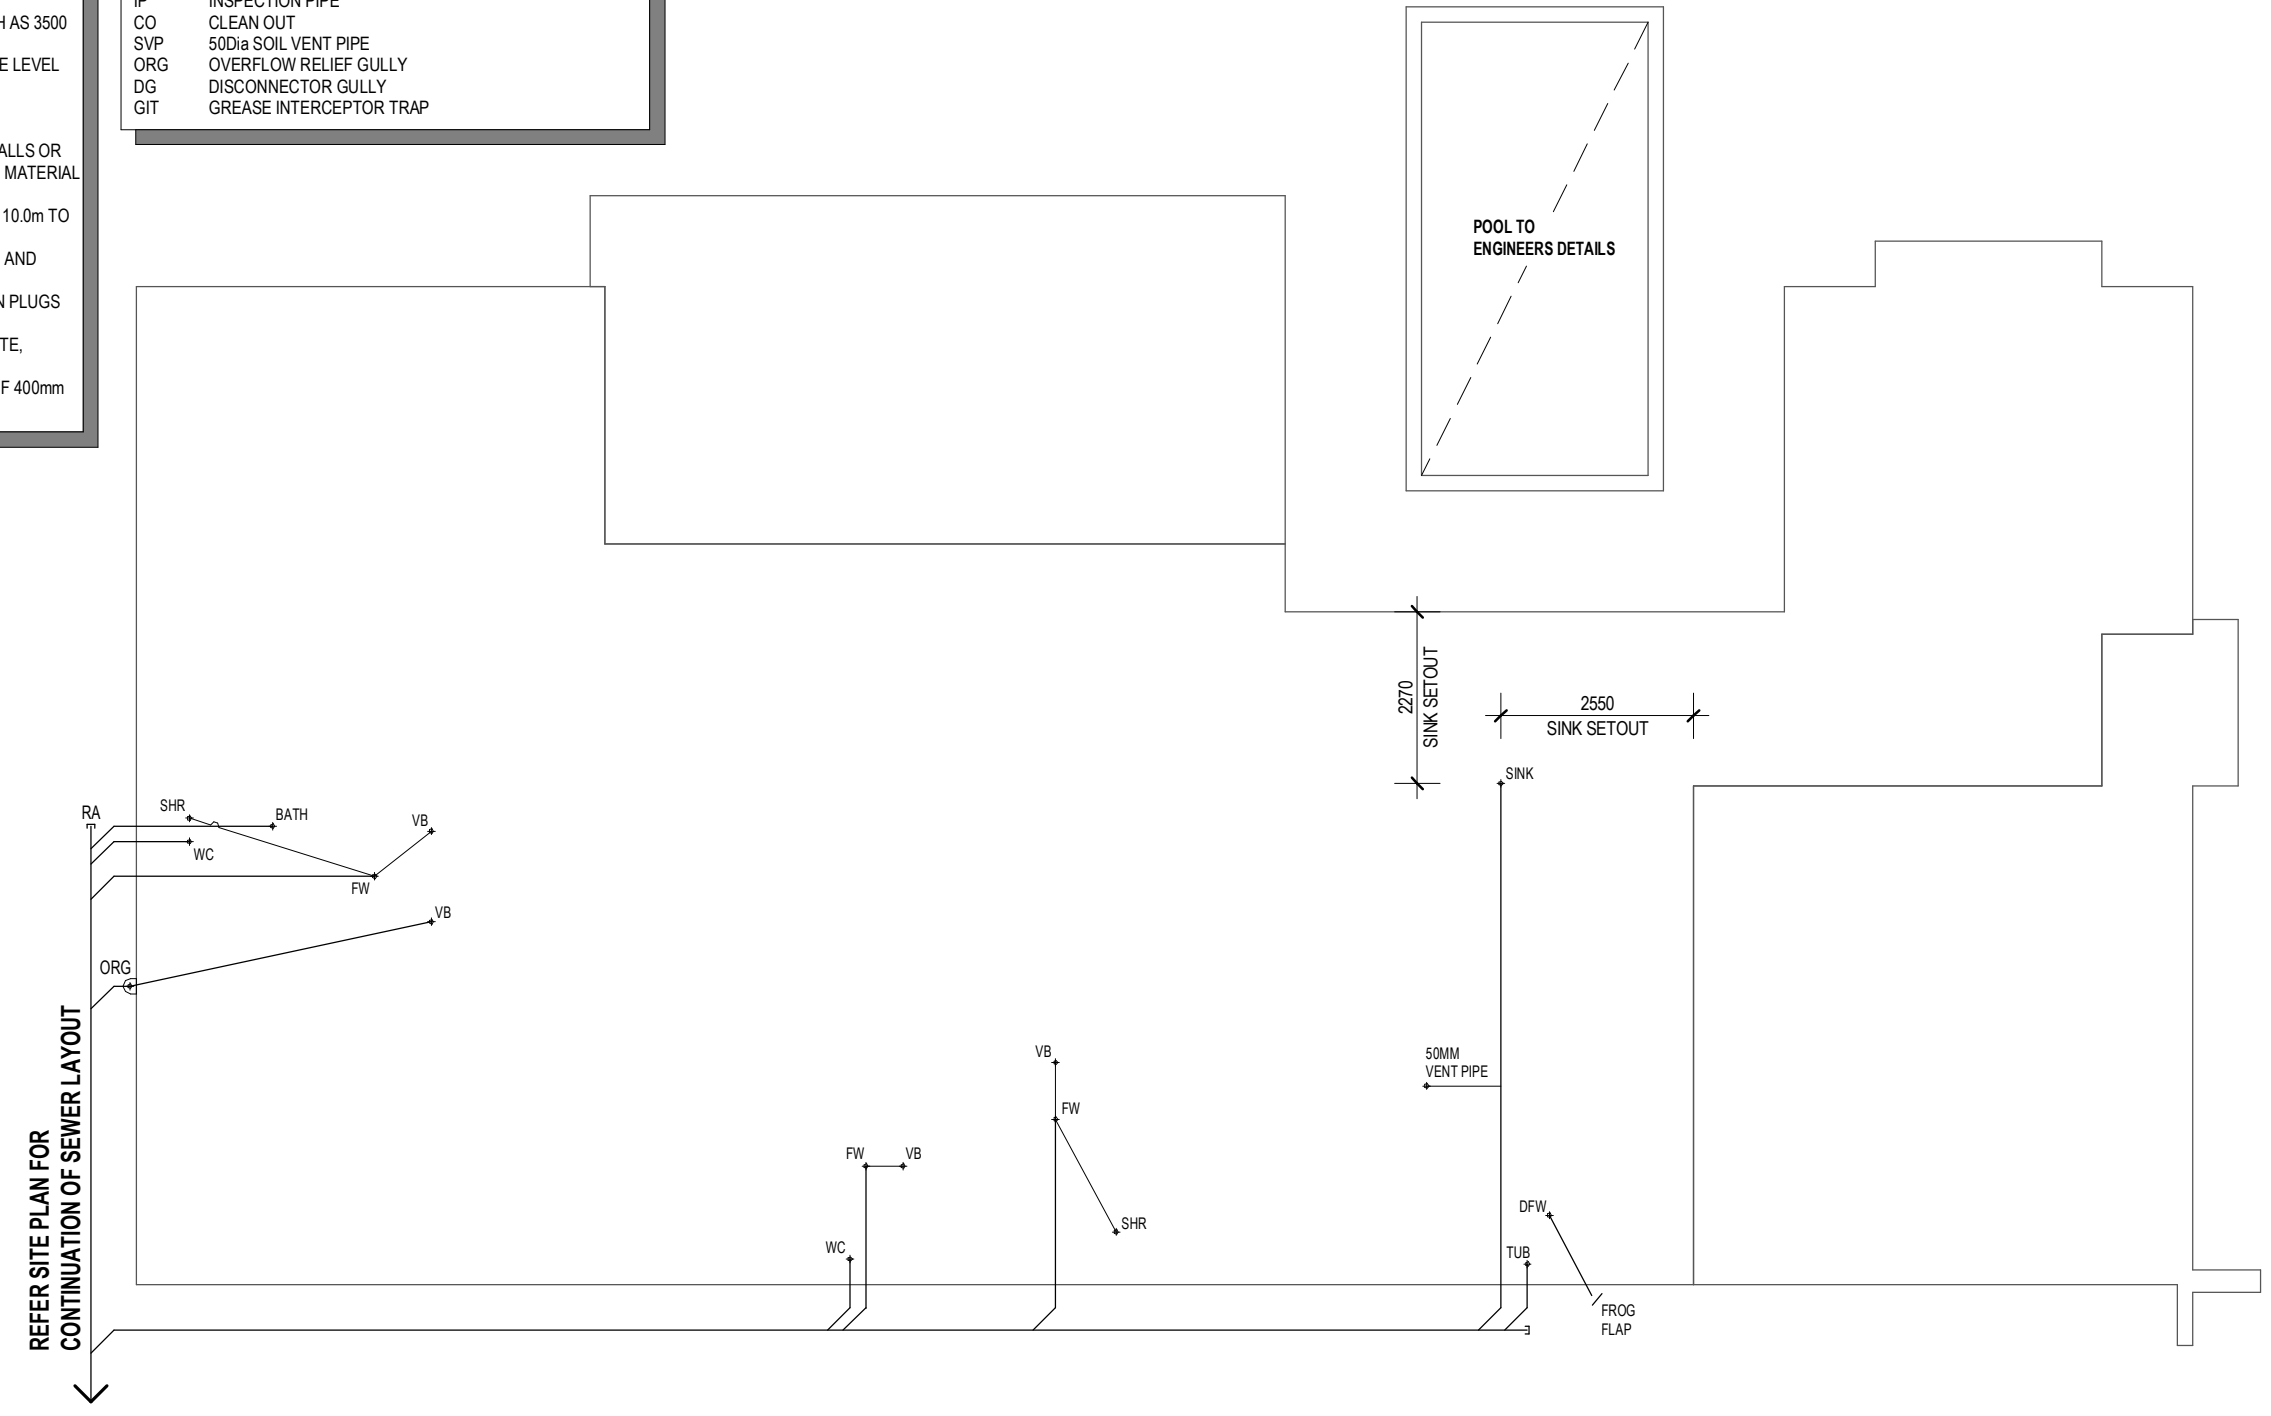 H AS 3500
E LEVEL
ALLS OR
MATERIAL
10.0m TO
AND
N PLUGS
TE,
F 400mm
IP INSPECTION PIPE
CO CLEAN OUT
SVP 50Dia SOIL VENT PIPE
ORG OVERFLOW RELIEF GULLY
DG DISCONNECTOR GULLY
GIT GREASE INTERCEPTOR TRAP
POOL TO
ENGINEERS DETAILS
2270
SINK SETOUT
2550
SINK SETOUT
SINK
RA
SHR
BATH
VB
WC
FW
VB
ORG
REFER SITE PLAN FOR
CONTINUATION OF SEWER LAYOUT
VB
FW
SHR
FW
VB
WC
50MM
VENT PIPE
DFW
TUB
FROG
FLAP